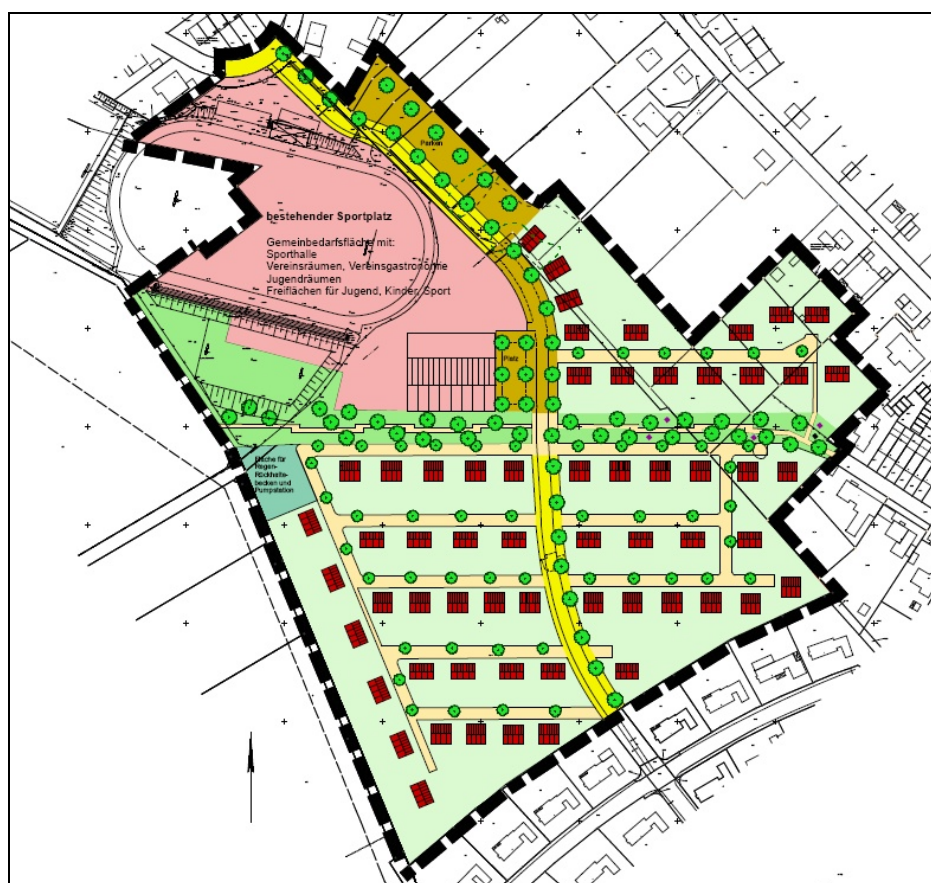 Parken
bestehender Sportplatz
Gemeinbedarfsfläche mit:
Sporthalle
Vereinsräumen, Vereinsgastronomie
Jugendräumen
Freiflächen für Jugend, Kinder, Sport
Platz
Fläche für
Regen-
Rückhalte-
becken und
Pumpstation